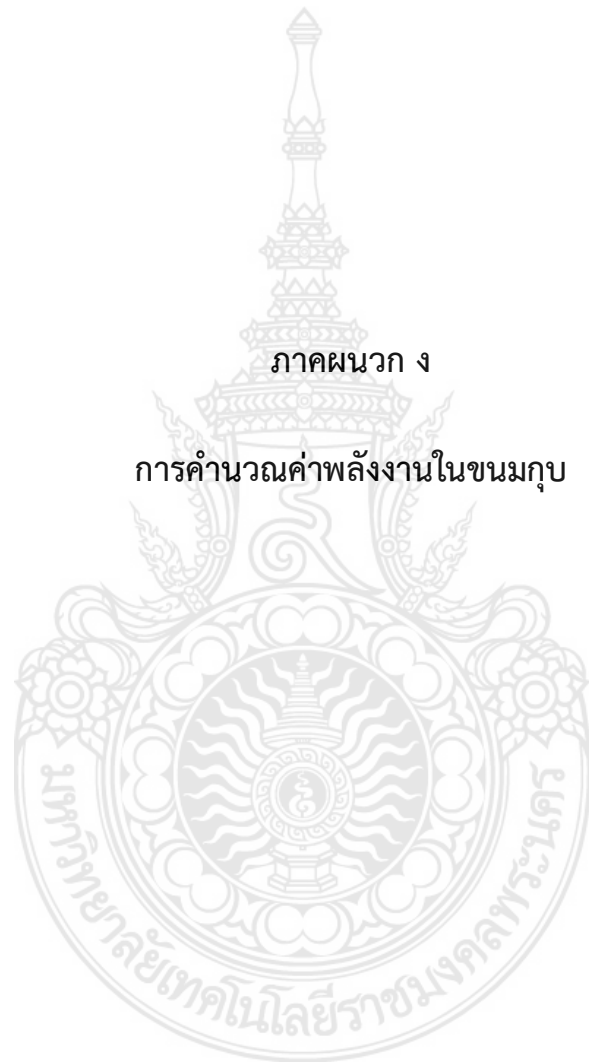 ภาคผนวก ง
การคำนวณค่าพลังงานในขนมกุบ
มหาวิทยาลัยเทคโนโลยีราชมงคลพระนคร